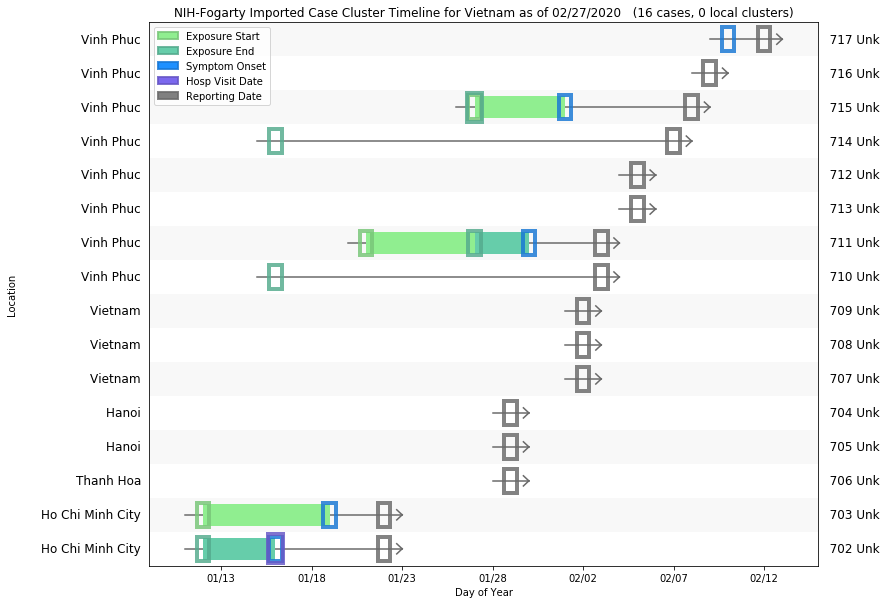 NIH-Fogarty Imported Case Cluster Timeline for Vietnam as of 02/27/2020 (16 cases, 0 local clusters)
Exposure Start
Exposure End
Symptom Onset
Hosp Visit Date
Reporting Date
Location
Vinh Phuc 717 Unk
Vinh Phuc 716 Unk
Vinh Phuc 715 Unk
Vinh Phuc 714 Unk
Vinh Phuc 712 Unk
Vinh Phuc 713 Unk
Vinh Phuc 711 Unk
Vinh Phuc 710 Unk
Vietnam 709 Unk
Vietnam 708 Unk
Vietnam 707 Unk
Hanoi 704 Unk
Hanoi 705 Unk
Thanh Hoa 706 Unk
Ho Chi Minh City 703 Unk
Ho Chi Minh City 702 Unk
01/13 01/18 01/23 01/28 02/02 02/07 02/12
Day of Year